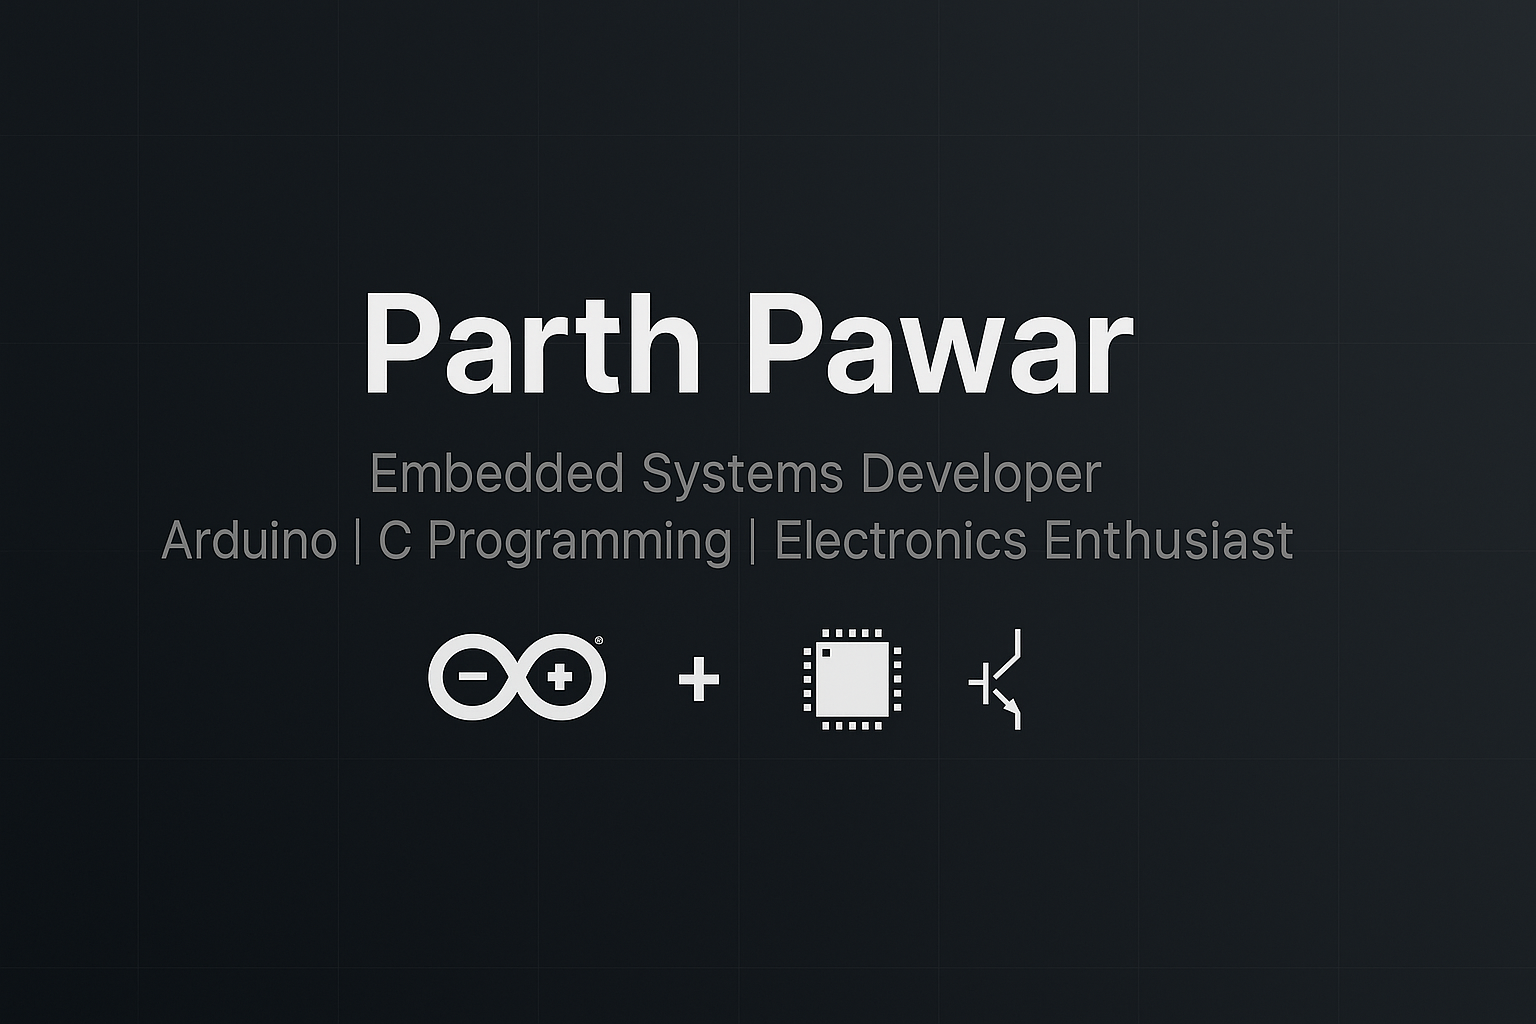 Parth Pawar
Embedded Systems Developer
Arduino | C Programming | Electronics Enthusiast